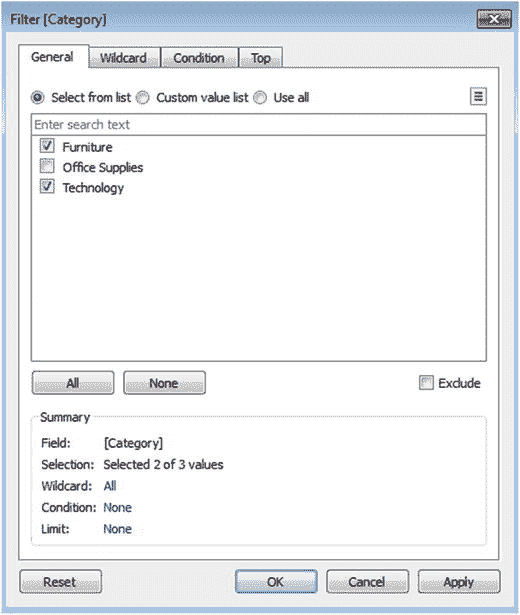 Filter [Category]
General Wildcard Condition Top
Select from list Custom value list Use all
Enter search text
Furniture
Office Supplies
Technology
All None Exclude
Summary
Field: [Category]
Selection: Selected 2 of 3 values
Wildcard: All
Condition: None
Limit: None
Reset OK Cancel Apply